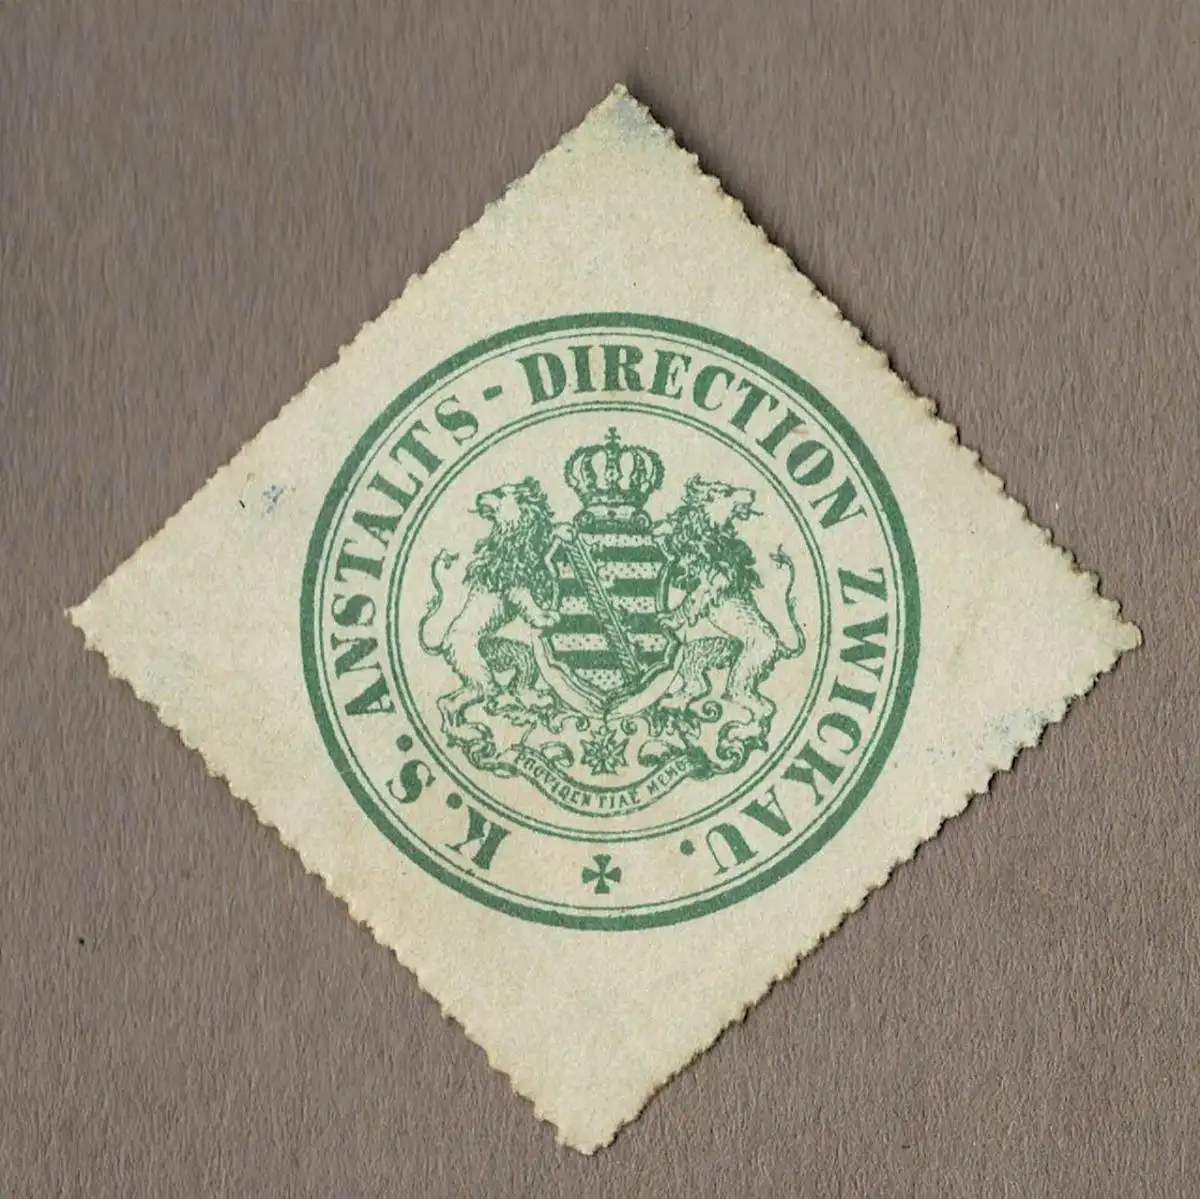 K. S. ANSTALTS-DIRECTION ZWICKAU.
PROVIDENTIAE MEMOR